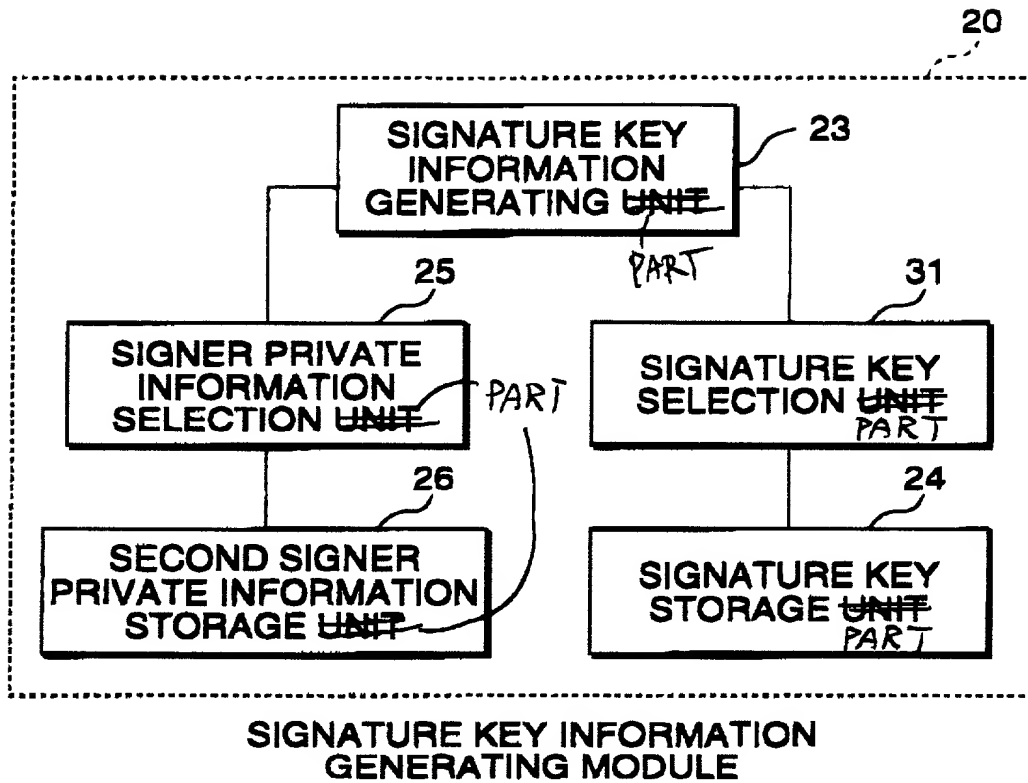 20
SIGNATURE KEY
INFORMATION
GENERATING UNIT
PART
23
25
SIGNER PRIVATE
INFORMATION
SELECTION UNIT
PART
31
SIGNATURE KEY
SELECTION UNIT
PART
26
SECOND SIGNER
PRIVATE INFORMATION
STORAGE UNIT
24
SIGNATURE KEY
STORAGE UNIT
PART
SIGNATURE KEY INFORMATION
GENERATING MODULE